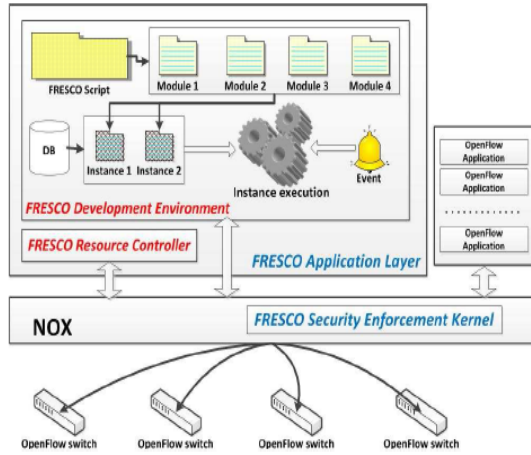 FRESCO Script
Module 1
Module 2
Module 3
Module 4
DB
Instance 1
Instance 2
Instance execution
Event
FRESCO Development Environment
FRESCO Resource Controller
FRESCO Application Layer
OpenFlow
Application
OpenFlow
Application
OpenFlow
Application
NOX
FRESCO Security Enforcement Kernel
OpenFlow switch
OpenFlow switch
OpenFlow switch
OpenFlow switch